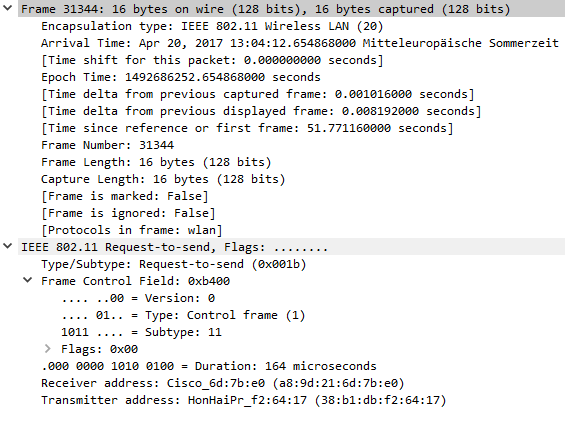 Frame 31344: 16 bytes on wire (128 bits), 16 bytes captured (128 bits)
Encapsulation type: IEEE 802.11 Wireless LAN (20)
Arrival Time: Apr 20, 2017 13:04:12.654868000 Mitteleuropäische Sommerzeit
[Time shift for this packet: 0.000000000 seconds]
Epoch Time: 1492686252.654868000 seconds
[Time delta from previous captured frame: 0.001016000 seconds]
[Time delta from previous displayed frame: 0.008192000 seconds]
[Time since reference or first frame: 51.771160000 seconds]
Frame Number: 31344
Frame Length: 16 bytes (128 bits)
Capture Length: 16 bytes (128 bits)
[Frame is marked: False]
[Frame is ignored: False]
[Protocols in frame: wlan]
IEEE 802.11 Request-to-send, Flags: ........
Type/Subtype: Request-to-send (0x001b)
Frame Control Field: 0xb400
.... ..00 = Version: 0
.... 01.. = Type: Control frame (1)
1011 .... = Subtype: 11
Flags: 0x00
.000 0000 1010 0100 = Duration: 164 microseconds
Receiver address: Cisco_6d:7b:e0 (a8:9d:21:6d:7b:e0)
Transmitter address: HonHaiPr_f2:64:17 (38:b1:db:f2:64:17)